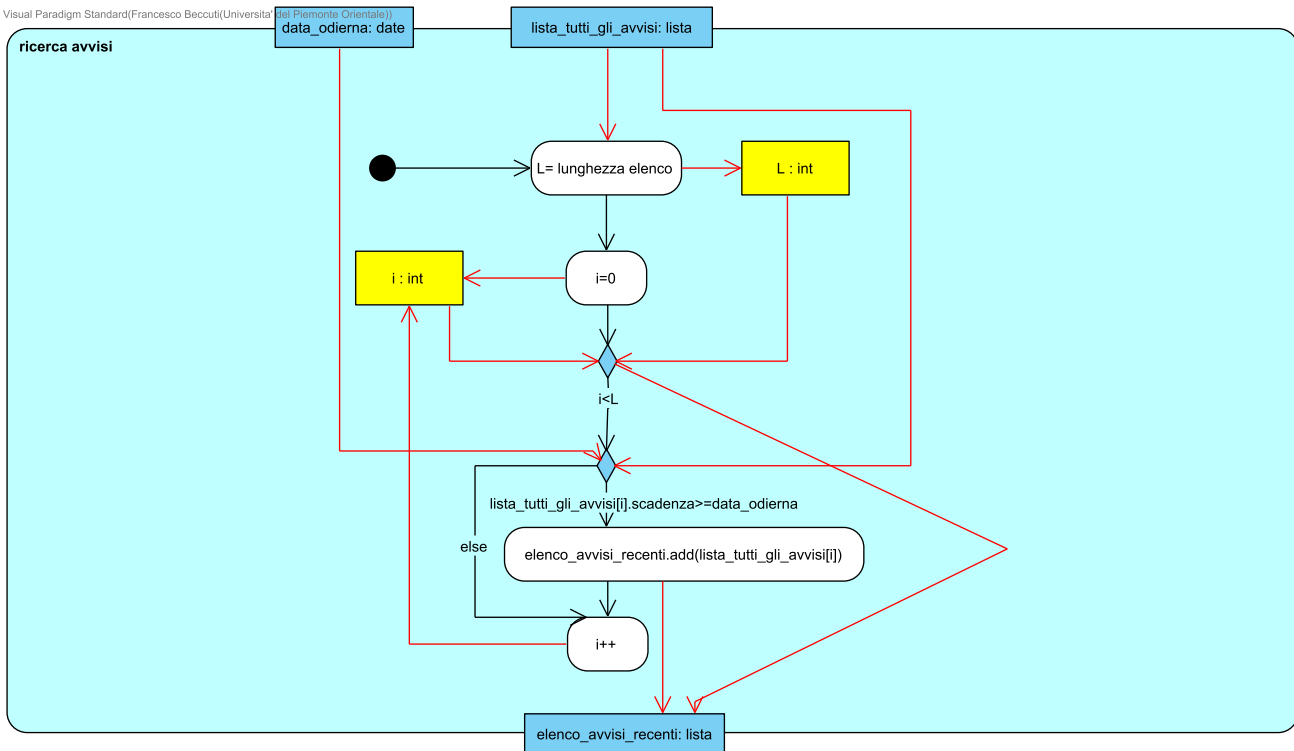 Visual Paradigm Standard(Francesco Beccuti(Universita' del Piemonte Orientale))
data_odierna: date
lista_tutti_gli_avvisi: lista
ricerca avvisi
L= lunghezza elenco
L : int
i : int
i=0
i<L
lista_tutti_gli_avvisi[i].scadenza>=data_odierna
else
elenco_avvisi_recenti.add(lista_tutti_gli_avvisi[i])
i++
elenco_avvisi_recenti: lista